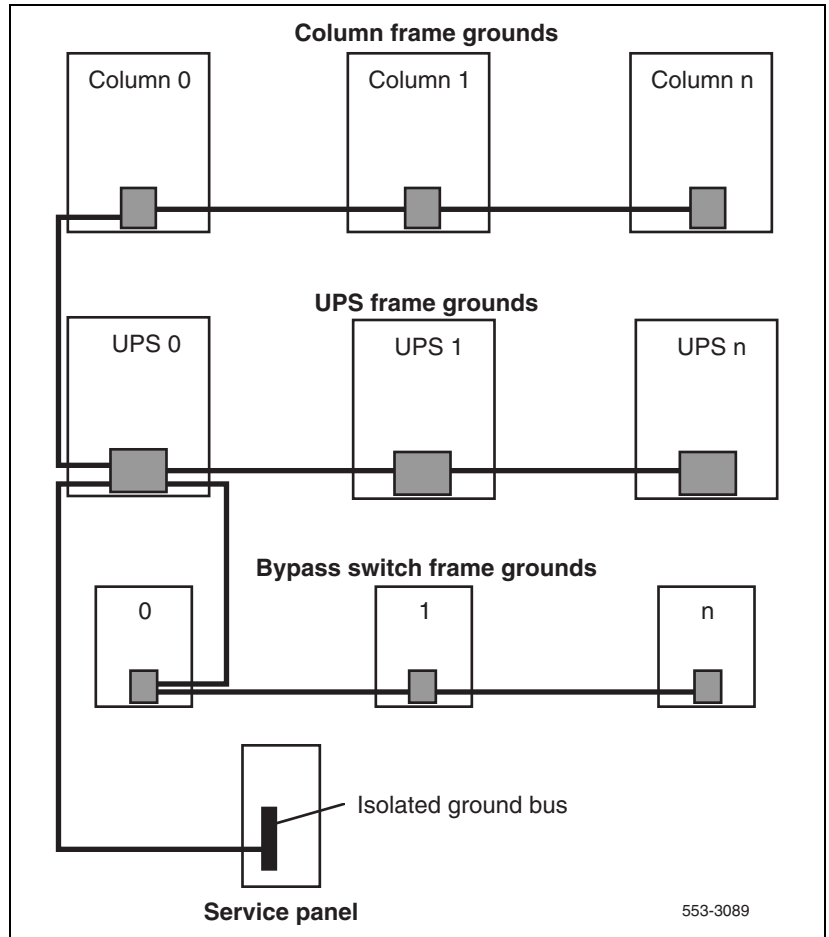 Column frame grounds
Column 0
Column 1
Column n
UPS frame grounds
UPS 0
UPS 1
UPS n
Bypass switch frame grounds
0
1
n
Isolated ground bus
Service panel
553-3089